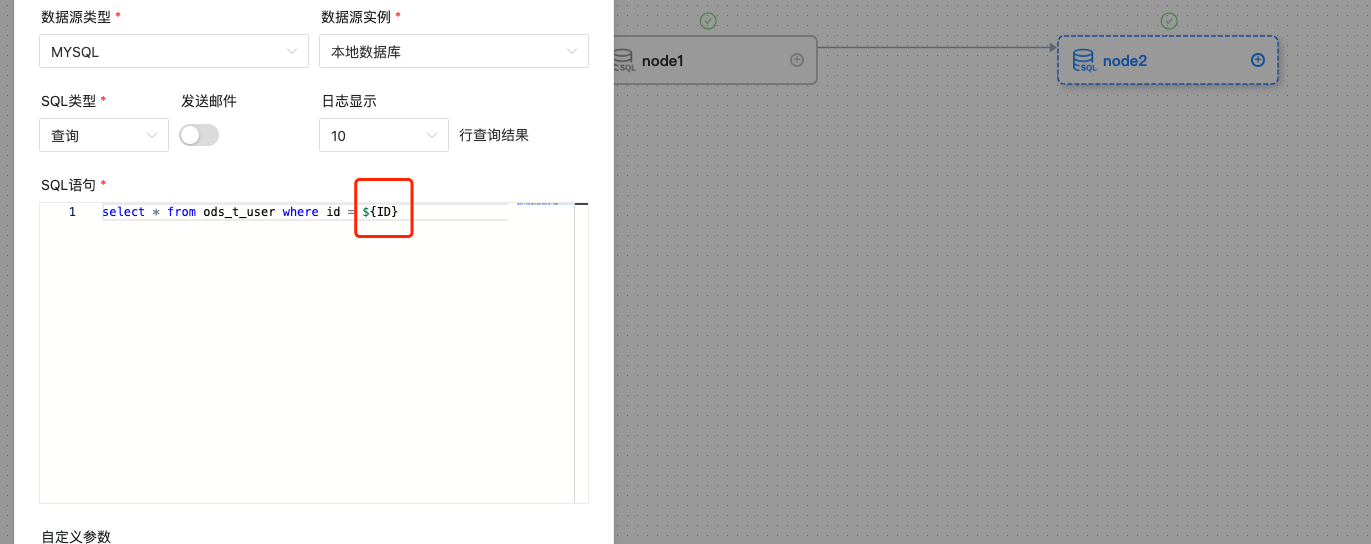 数据源类型 *
数据源实例 *
MYSQL
本地数据库
SQL类型 *
发送邮件
日志显示
查询
10
行查询结果
SQL语句 *
1
select * from ods_t_user where id = ${ID}
自定义参数
SQL
node1
SQL
node2